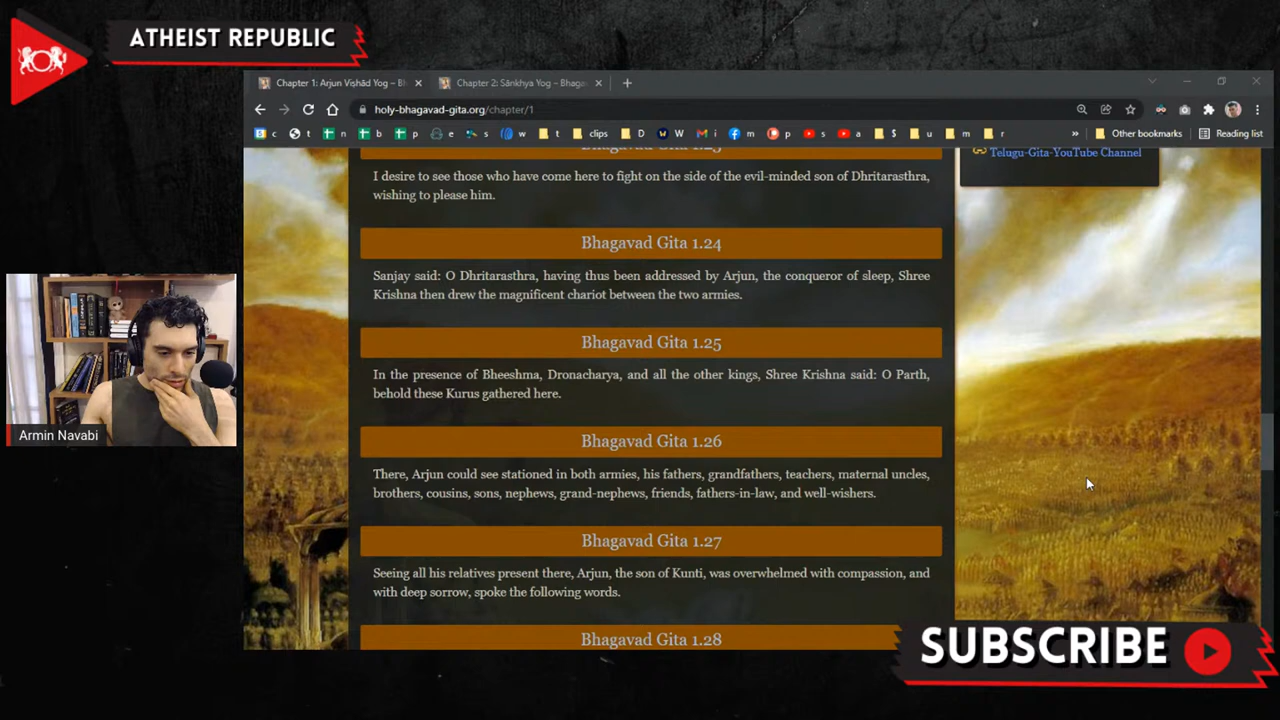 ATHEIST REPUBLIC
Chapter 1: Arjun Viṣhād Yog – Bh
Chapter 2: Sānkhya Yog – Bhaga
holy-bhagavad-gita.org/chapter/1
c t n b p e s w t clips D W i m p s a $ u m r » Other bookmarks Reading list
Telugu-Gita-YouTube Channel
I desire to see those who have come here to fight on the side of the evil-minded son of Dhritarasthra,
wishing to please him.
Bhagavad Gita 1.24
Sanjay said: O Dhritarasthra, having thus been addressed by Arjun, the conqueror of sleep, Shree
Krishna then drew the magnificent chariot between the two armies.
Bhagavad Gita 1.25
In the presence of Bheeshma, Dronacharya, and all the other kings, Shree Krishna said: O Parth,
behold these Kurus gathered here.
Bhagavad Gita 1.26
There, Arjun could see stationed in both armies, his fathers, grandfathers, teachers, maternal uncles,
brothers, cousins, sons, nephews, grand-nephews, friends, fathers-in-law, and well-wishers.
Bhagavad Gita 1.27
Seeing all his relatives present there, Arjun, the son of Kunti, was overwhelmed with compassion, and
with deep sorrow, spoke the following words.
Bhagavad Gita 1.28
Armin Navabi
SUBSCRIBE